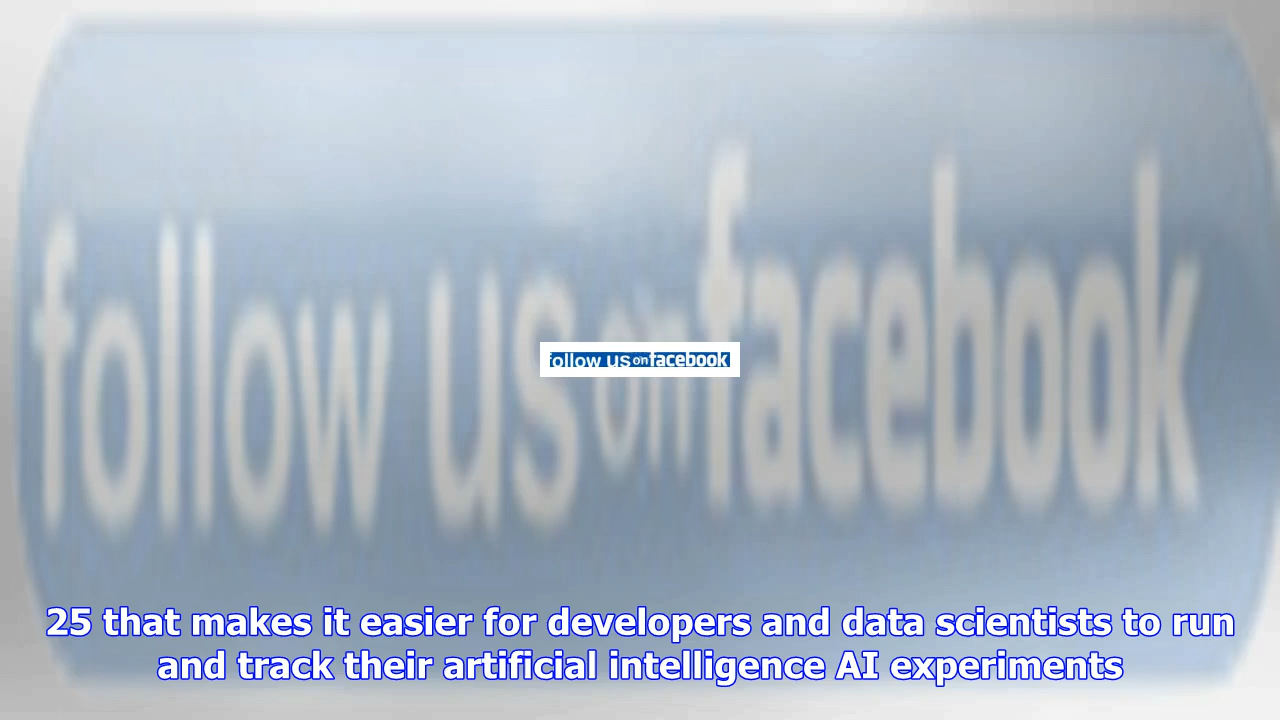 follow us on facebook
follow us on facebook
25 that makes it easier for developers and data scientists to run
and track their artificial intelligence AI experiments